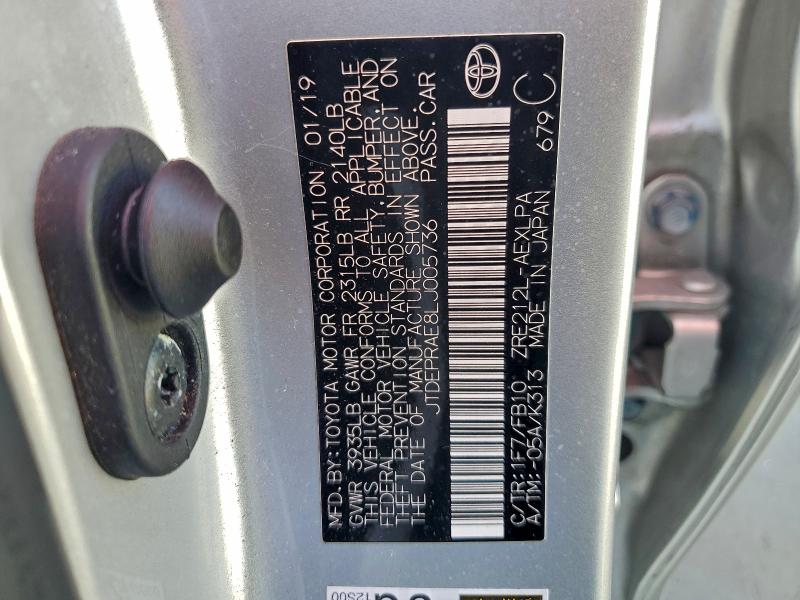 MFD.BY:TOYOTA MOTOR CORPORATION 01/19
GVWR 3935LB GAWR FR 2315LB RR 2140LB
THIS VEHICLE CONFORMS TO ALL APPLICABLE
FEDERAL MOTOR VEHICLE SAFETY, BUMPER, AND
THEFT PREVENTION STANDARDS IN EFFECT ON
THE DATE OF MANUFACTURE SHOWN ABOVE.
JTDEPRAE8LJ005736 PASS.CAR
C/TR:1F7/FB10 ZRE212L-AEXLPA 679 C
A/TM:-05A/K313 MADE IN JAPAN
12S00